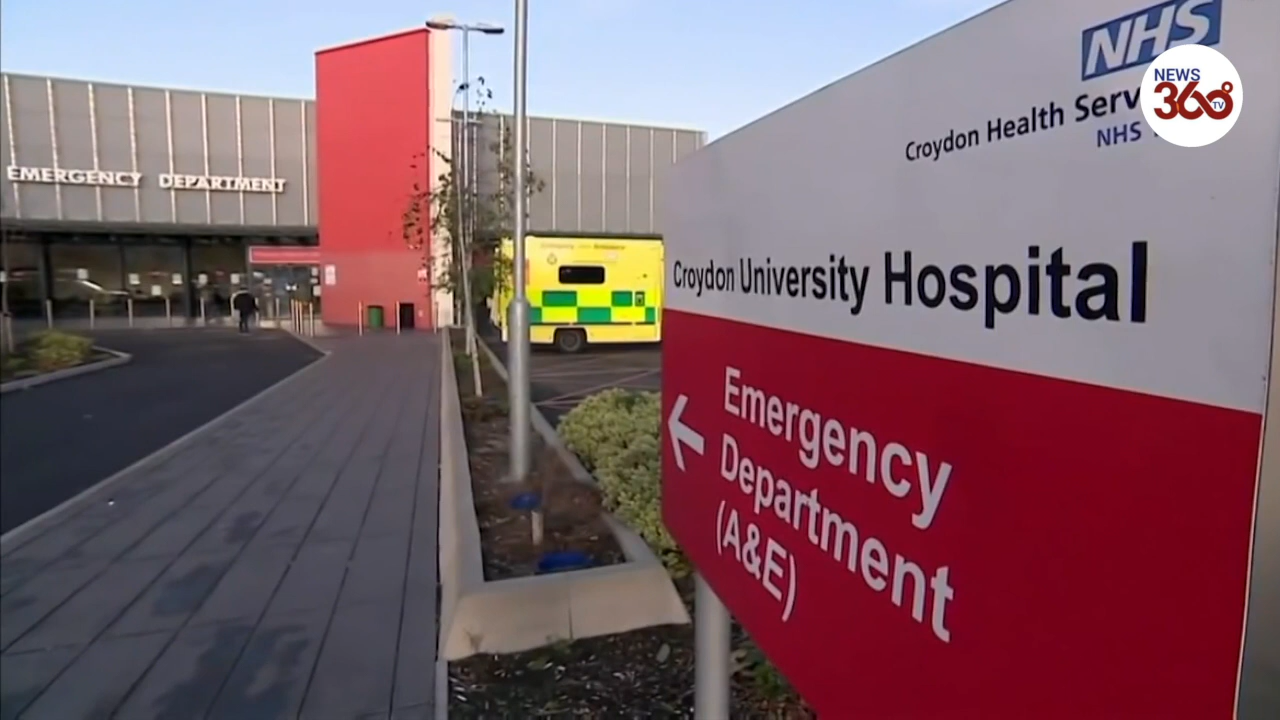 EMERGENCY DEPARTMENT
NHS
NEWS
360°
TV
Croydon Health Serv
NHS
Croydon University Hospital
Emergency
Department
(A&E)